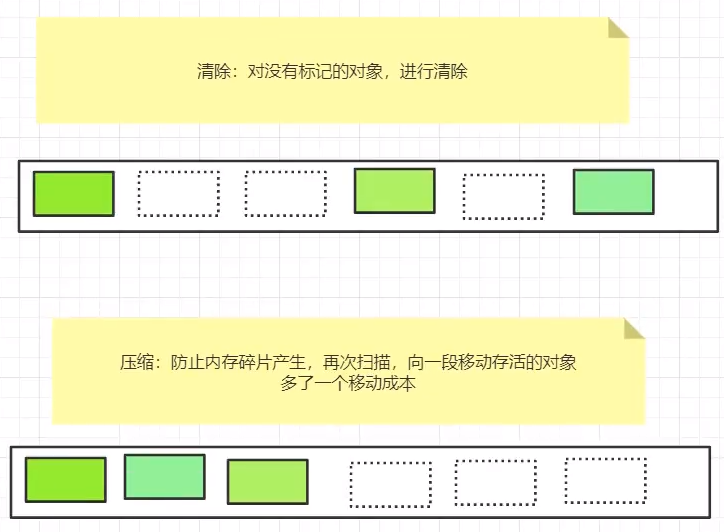 清除：对没有标记的对象，进行清除
压缩：防止内存碎片产生，再次扫描，向一段移动存活的对象
多了一个移动成本